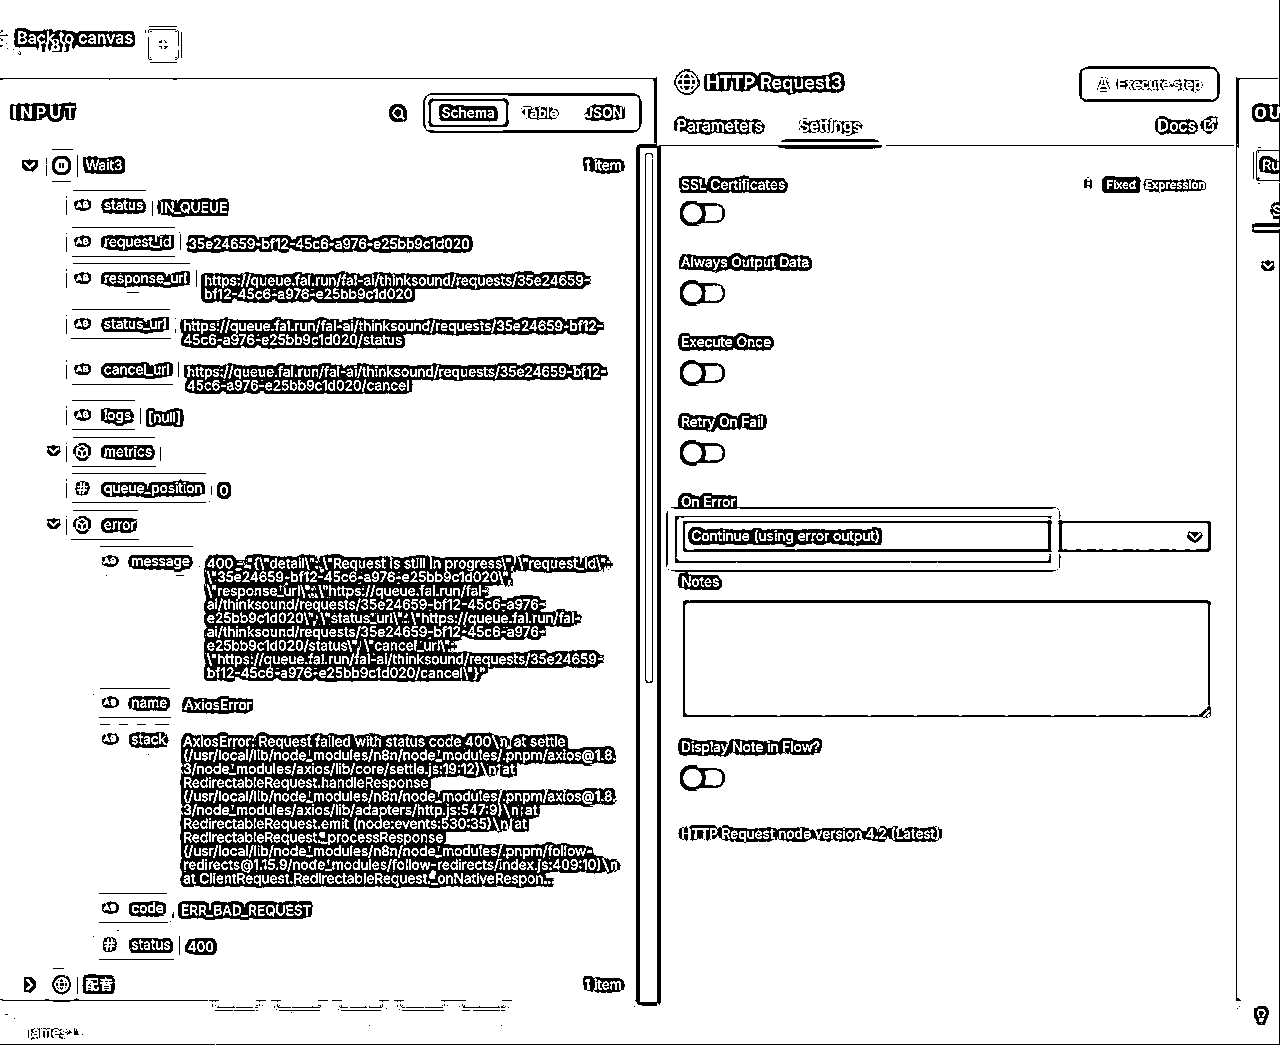 Back to canvas
INPUT
Schema
Table
JSON
Wait3
1 item
status
IN_QUEUE
request_id
35e24659-bf12-45c6-a976-e25bb9c1d020
response_url
https://queue.fal.run/fal-ai/thinksound/requests/35e24659-
bf12-45c6-a976-e25bb9c1d020
status_url
https://queue.fal.run/fal-ai/thinksound/requests/35e24659-bf12-
45c6-a976-e25bb9c1d020/status
cancel_url
https://queue.fal.run/fal-ai/thinksound/requests/35e24659-bf12-
45c6-a976-e25bb9c1d020/cancel
logs
[null]
metrics
queue_position
0
error
message
400 - "{\"detail\":\"Request is still in progress\",\"request_id\":
\"35e24659-bf12-45c6-a976-e25bb9c1d020\",
\"response_url\":\"https://queue.fal.run/fal-
ai/thinksound/requests/35e24659-bf12-45c6-a976-
e25bb9c1d020\",\"status_url\":\"https://queue.fal.run/fal-
ai/thinksound/requests/35e24659-bf12-45c6-a976-
e25bb9c1d020/status\",\"cancel_url\":
\"https://queue.fal.run/fal-ai/thinksound/requests/35e24659-
bf12-45c6-a976-e25bb9c1d020/cancel\"}"
name
AxiosError
stack
AxiosError: Request failed with status code 400\n at settle
(/usr/local/lib/node_modules/n8n/node_modules/.pnpm/axios@1.8.
3/node_modules/axios/lib/core/settle.js:19:12)\n at
RedirectableRequest.handleResponse
(/usr/local/lib/node_modules/n8n/node_modules/.pnpm/axios@1.8.
3/node_modules/axios/lib/adapters/http.js:547:9)\n at
RedirectableRequest.emit (node:events:530:35)\n at
RedirectableRequest._processResponse
(/usr/local/lib/node_modules/n8n/node_modules/.pnpm/follow-
redirects@1.15.9/node_modules/follow-redirects/index.js:409:10)\n
at ClientRequest.RedirectableRequest._onNativeRespon...
code
ERR_BAD_REQUEST
status
400
配音
1 item
james
HTTP Request3
Execute step
Parameters
Settings
Docs
SSL Certificates
Fixed
Expression
Always Output Data
Execute Once
Retry On Fail
On Error
Continue (using error output)
Notes
Display Note in Flow?
HTTP Request node version 4.2 (Latest)
OU
Ru